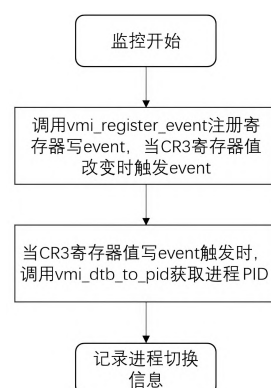 监控开始
调用vmi_register_event注册寄
存器写event，当CR3寄存器值
改变时触发event
当CR3寄存器值写event触发时，
调用vmi_dtb_to_pid获取进程PID
记录进程切换
信息